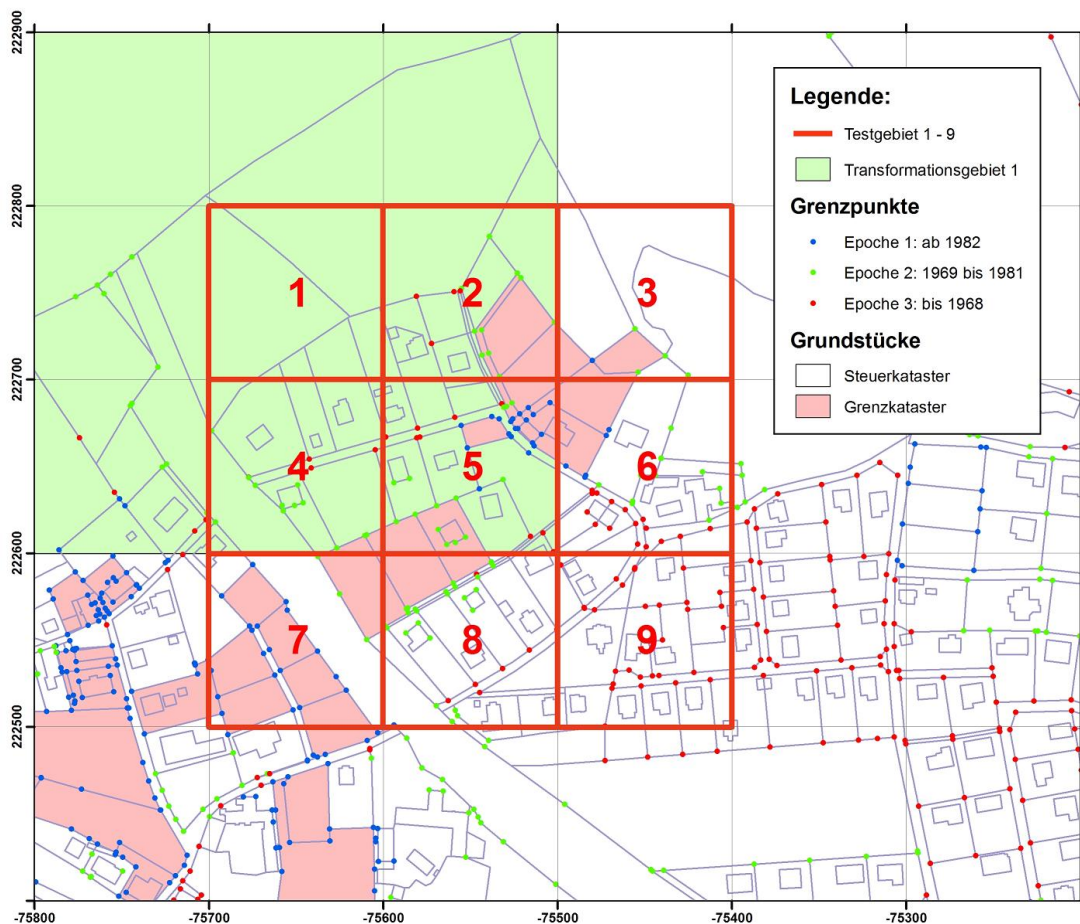 222900
222800
222700
222600
222500
-75800
-75700
-75600
-75500
-75400
-75300
1
2
3
4
5
6
7
8
9
Legende:
Testgebiet 1 - 9
Transformationsgebiet 1
Grenzpunkte
Epoche 1: ab 1982
Epoche 2: 1969 bis 1981
Epoche 3: bis 1968
Grundstücke
Steuerkataster
Grenzkataster